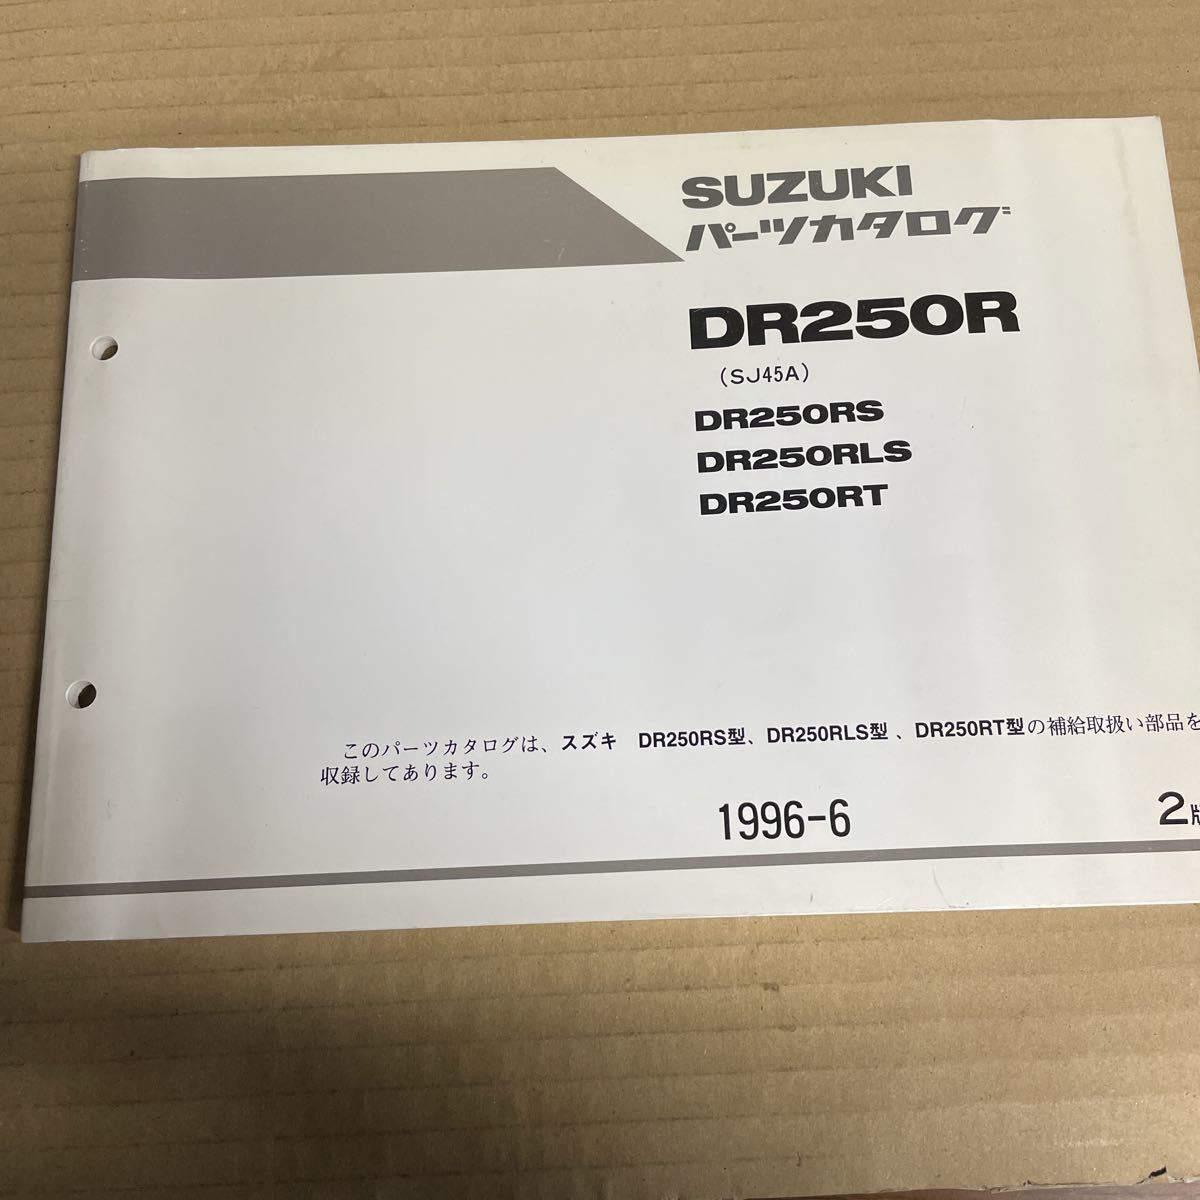 SUZUKI
パーツカタログ
DR250R
(SJ45A)
DR250RS
DR250RLS
DR250RT
このパーツカタログは、スズキ DR250RS型、DR250RLS型、DR250RT型の補給取扱い部品を
収録してあります。
1996-6 2版